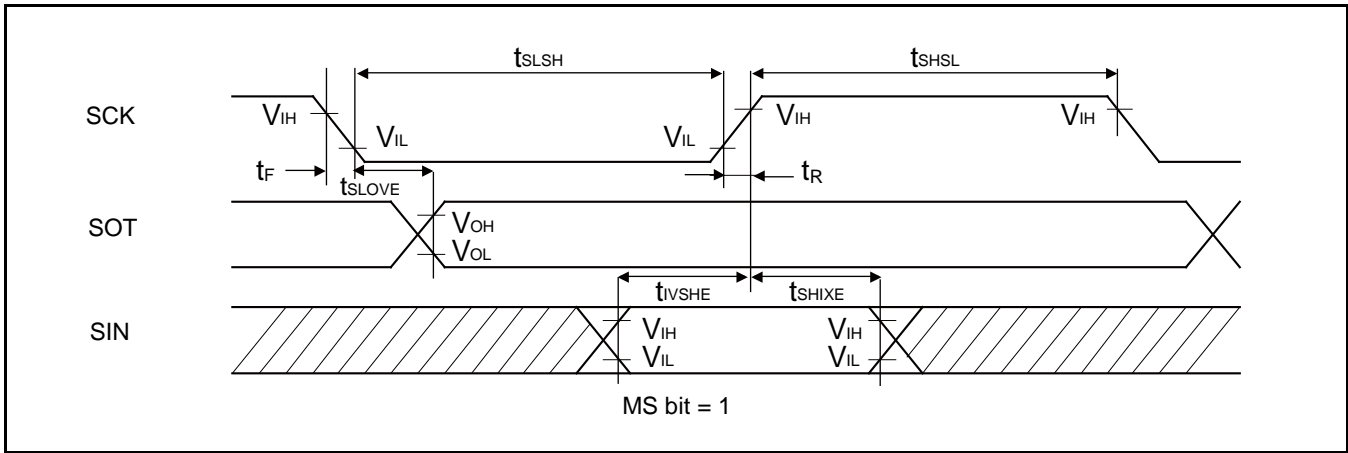 tSLSH
tSHSL
SCK
VIH
VIL
VIL
VIH
VIH
tF
tSLOVE
tR
SOT
VOH
VOL
tIVSHE
tSHIXE
SIN
VIH
VIL
VIH
VIL
MS bit = 1